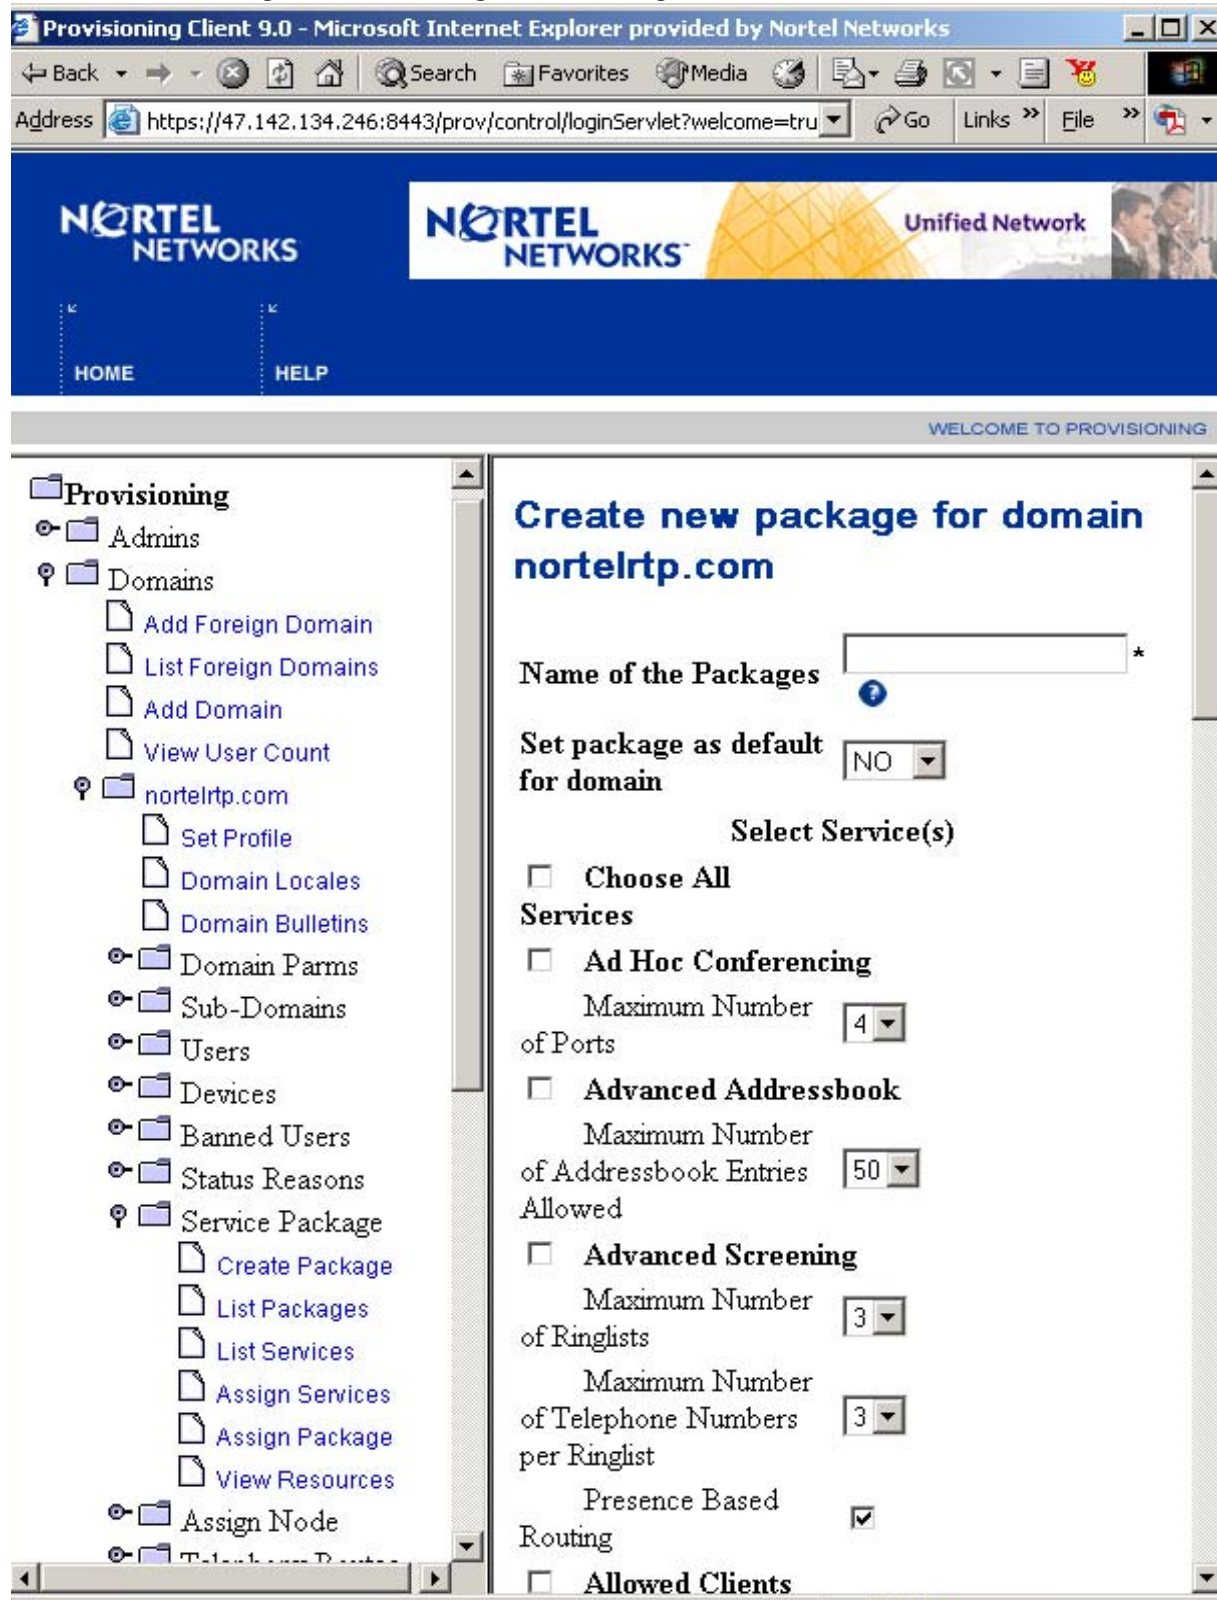 Provisioning Client 9.0 - Microsoft Internet Explorer provided by Nortel Networks
Back Search Favorites Media
Address https://47.142.134.246:8443/prov/control/loginServlet?welcome=tru Go Links » File »
NORTEL
NETWORKS
NORTEL
NETWORKS
Unified Network
HOME HELP
WELCOME TO PROVISIONING
Provisioning
Admins
Domains
Add Foreign Domain
List Foreign Domains
Add Domain
View User Count
nortelrtp.com
Set Profile
Domain Locales
Domain Bulletins
Domain Parms
Sub-Domains
Users
Devices
Banned Users
Status Reasons
Service Package
Create Package
List Packages
List Services
Assign Services
Assign Package
View Resources
Assign Node
Create new package for domain
nortelrtp.com
Name of the Packages *
Set package as default
for domain
NO
Select Service(s)
Choose All
Services
Ad Hoc Conferencing
Maximum Number
of Ports
4
Advanced Addressbook
Maximum Number
of Addressbook Entries
Allowed
50
Advanced Screening
Maximum Number
of Ringlists
3
Maximum Number
of Telephone Numbers
per Ringlist
3
Presence Based
Routing
Allowed Clients